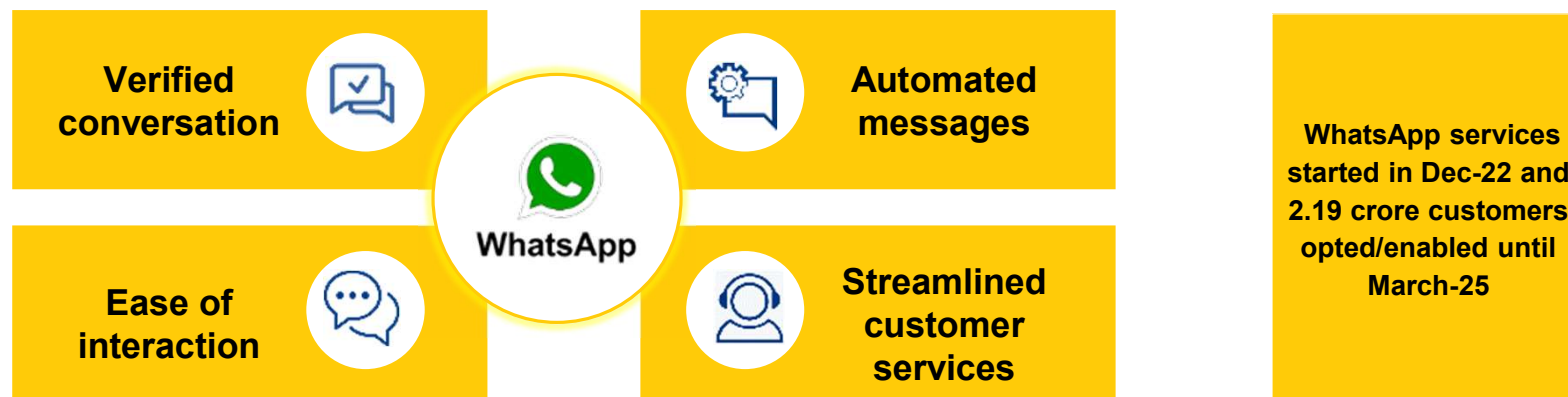 Verified
conversation
Automated
messages
WhatsApp
Ease of
interaction
Streamlined
customer
services
WhatsApp services
started in Dec-22 and
2.19 crore customers
opted/enabled until
March-25